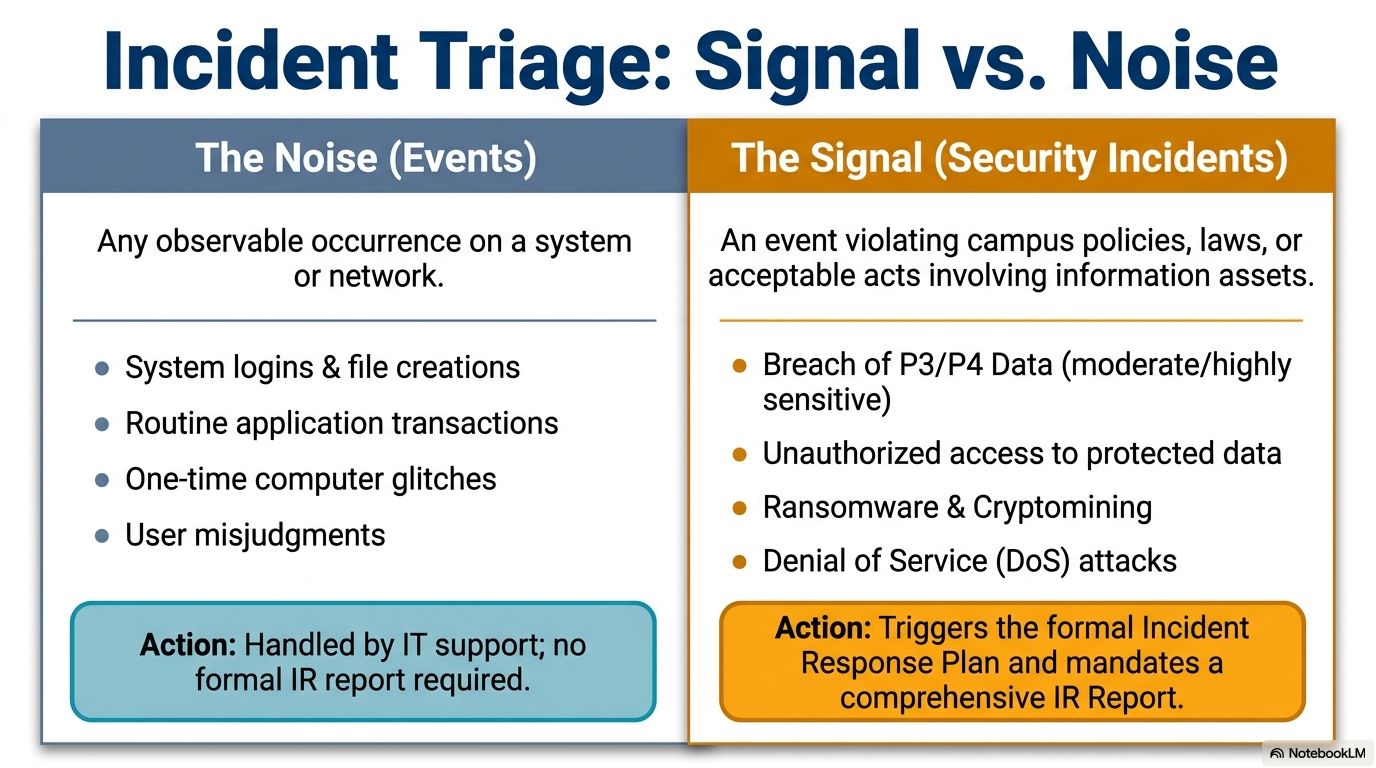 Incident Triage: Signal vs. Noise
The Noise (Events)
Any observable occurrence on a system
or network.
• System logins & file creations
• Routine application transactions
• One-time computer glitches
• User misjudgments
Action: Handled by IT support; no
formal IR report required.
The Signal (Security Incidents)
An event violating campus policies, laws, or
acceptable acts involving information assets.
• Breach of P3/P4 Data (moderate/highly
sensitive)
• Unauthorized access to protected data
• Ransomware & Cryptomining
• Denial of Service (DoS) attacks
Action: Triggers the formal Incident
Response Plan and mandates a
comprehensive IR Report.
NotebookLM